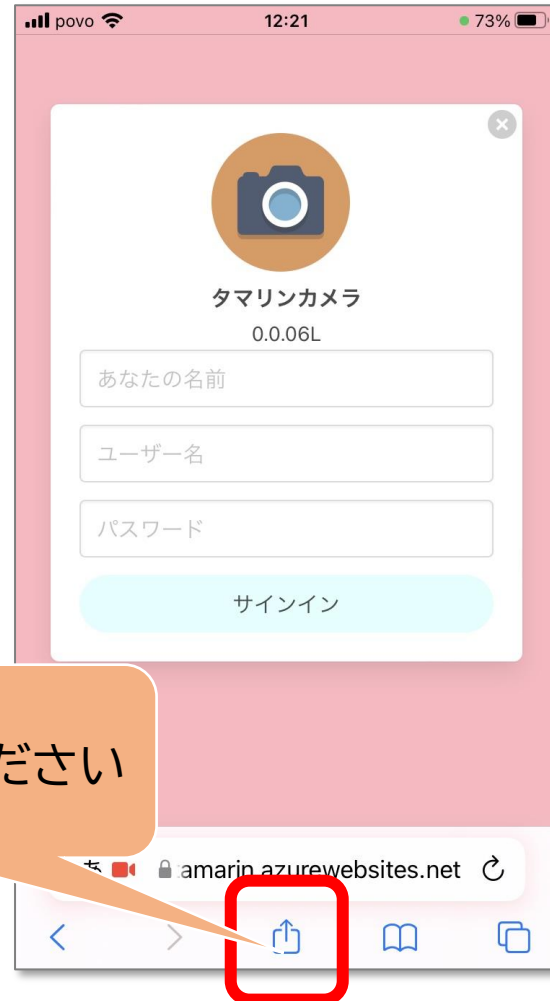 povo 12:21 73%
タマリンカメラ
0.0.06L
あなたの名前
ユーザー名
パスワード
サインイン
ださい
amarin.azurewebsites.net